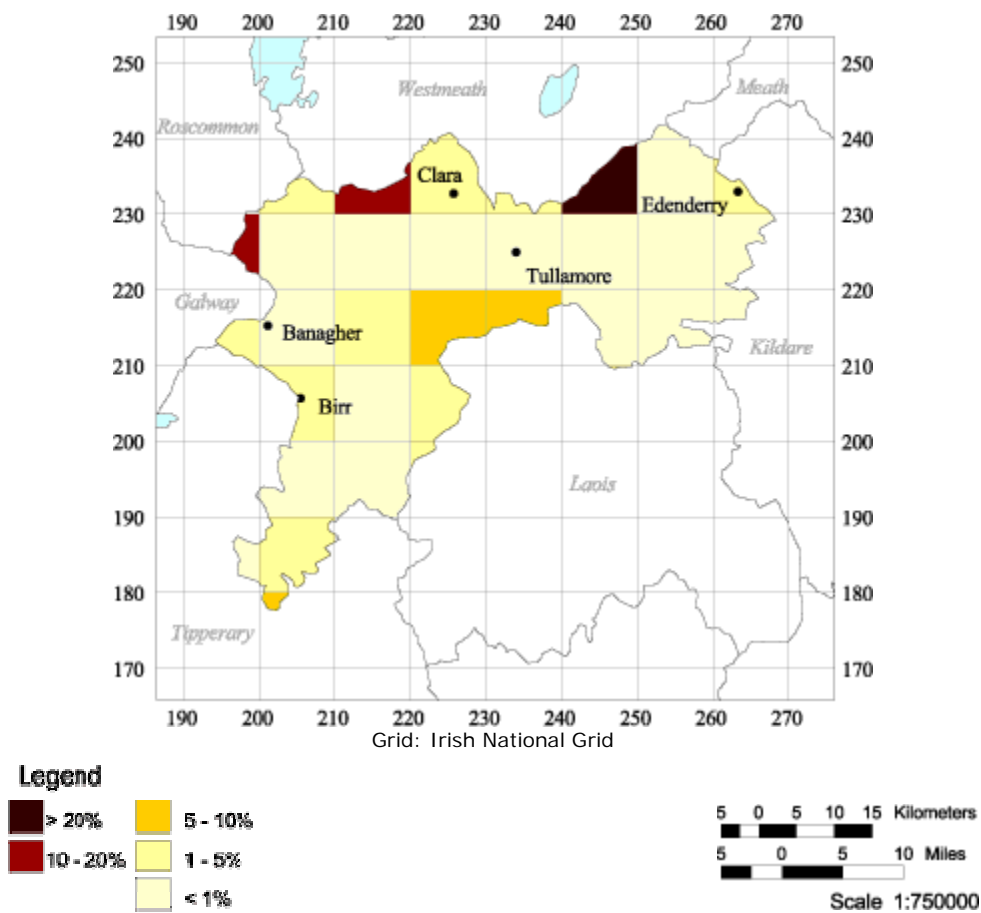 190 200 210 220 230 240 250 260 270
250 Westmeath Meath 250
240 Roscommon 240
Clara
230 Edenderry 230
Tullamore
220 Galway 220
Banagher Kildare
210 210
Birr
200 200
Laois
190 190
180 180
Tipperary
170 170
190 200 210 220 230 240 250 260 270
Grid: Irish National Grid
Legend
> 20% 5 - 10%
10 - 20% 1 - 5%
< 1%
5 0 5 10 15 Kilometers
5 0 5 10 Miles
Scale 1:750000